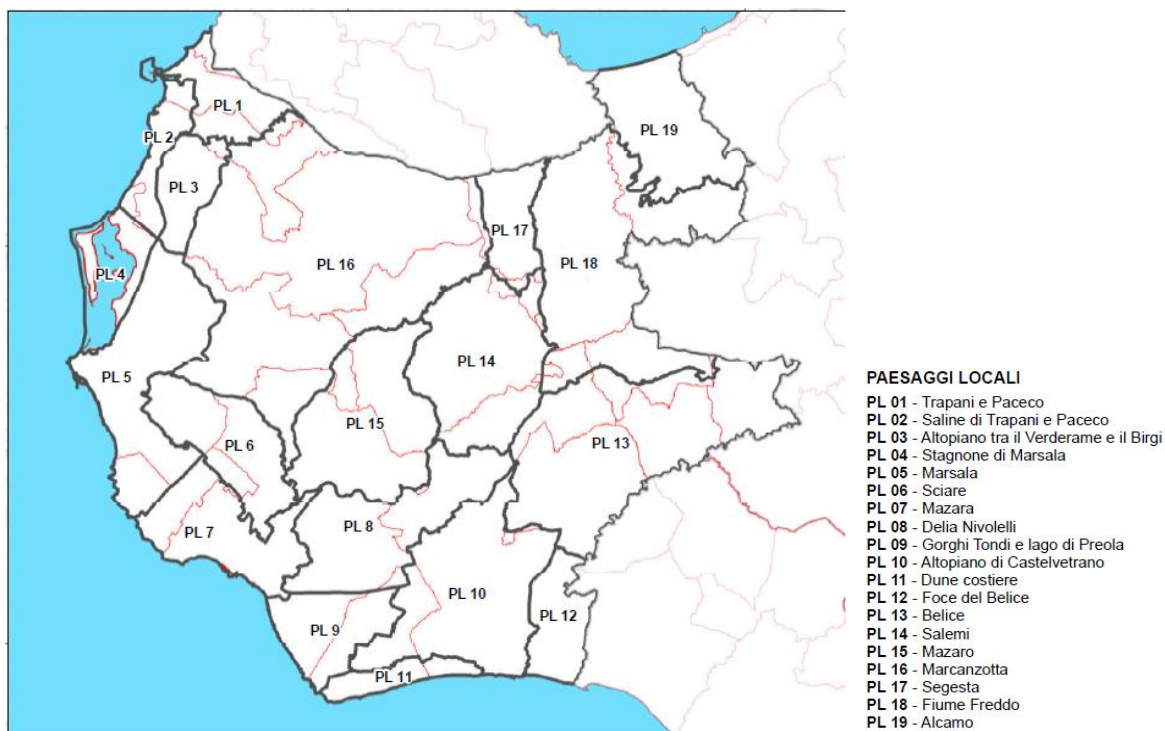 PL 1
PL 19
PL 2
PL 3
PL 17
PL 16
PL 18
PL 4
PL 14
PL 5
PL 15
PL 6
PL 13
PL 8
PL 7
PL 10
PL 12
PL 9
PL 11
PAESAGGI LOCALI
PL 01 - Trapani e Paceco
PL 02 - Saline di Trapani e Paceco
PL 03 - Altopiano tra il Verderame e il Birgi
PL 04 - Stagnone di Marsala
PL 05 - Marsala
PL 06 - Sciare
PL 07 - Mazara
PL 08 - Delia Nivolelli
PL 09 - Gorghi Tondi e lago di Preola
PL 10 - Altopiano di Castelvetrano
PL 11 - Dune costiere
PL 12 - Foce del Belice
PL 13 - Belice
PL 14 - Salemi
PL 15 - Mazaro
PL 16 - Marcanzotta
PL 17 - Segesta
PL 18 - Fiume Freddo
PL 19 - Alcamo